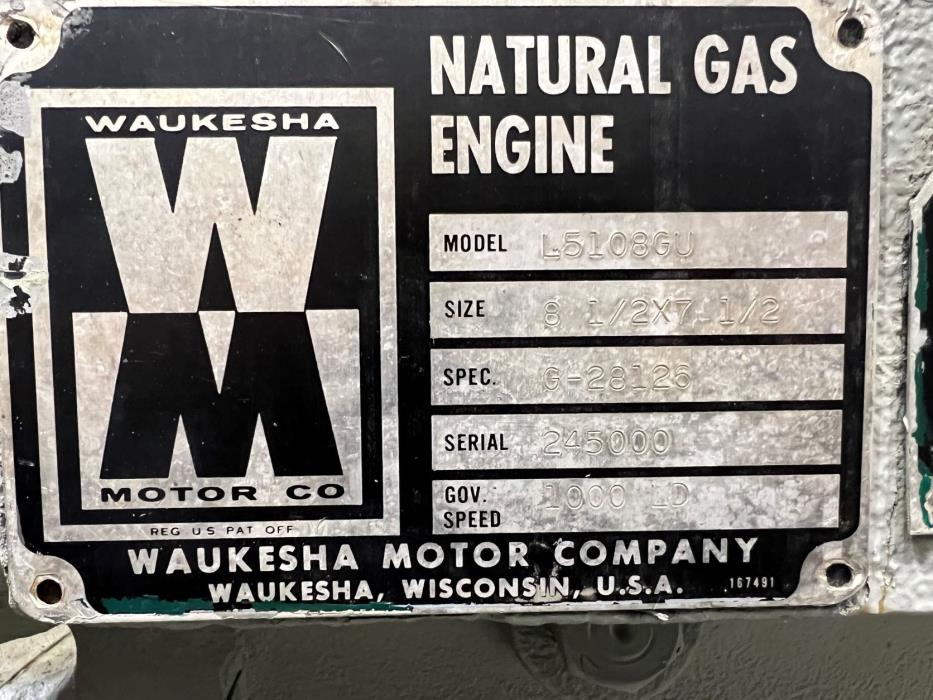 NATURAL GAS
ENGINE
WAUKESHA
WM
MOTOR CO
REG U S PAT OFF
MODEL L5108GU
SIZE 8 1/2X7 1/2
SPEC. G-28126
SERIAL 245000
GOV. SPEED 1000 LD
WAUKESHA MOTOR COMPANY
WAUKESHA, WISCONSIN, U.S.A. 167491